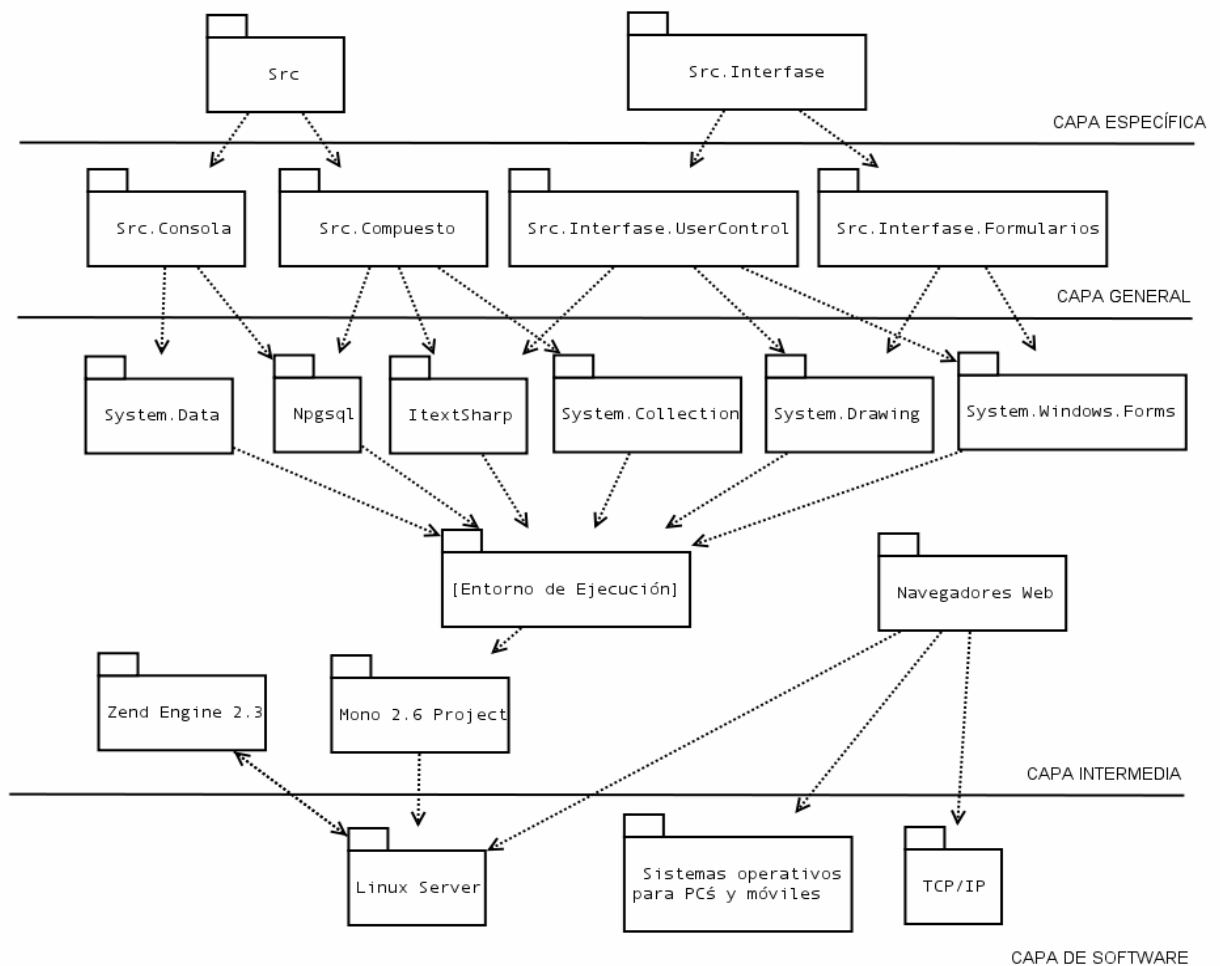 Src
Src.Interfase
CAPA ESPECÍFICA
Src.Consola
Src.Compuesto
Src.Interfase.UserControl
Src.Interfase.Formularios
CAPA GENERAL
System.Data
Npgsql
ItextSharp
System.Collection
System.Drawing
System.Windows.Forms
[Entorno de Ejecución]
Navegadores Web
Zend Engine 2.3
Mono 2.6 Project
CAPA INTERMEDIA
Linux Server
Sistemas operativos
para PCś y móviles
TCP/IP
CAPA DE SOFTWARE